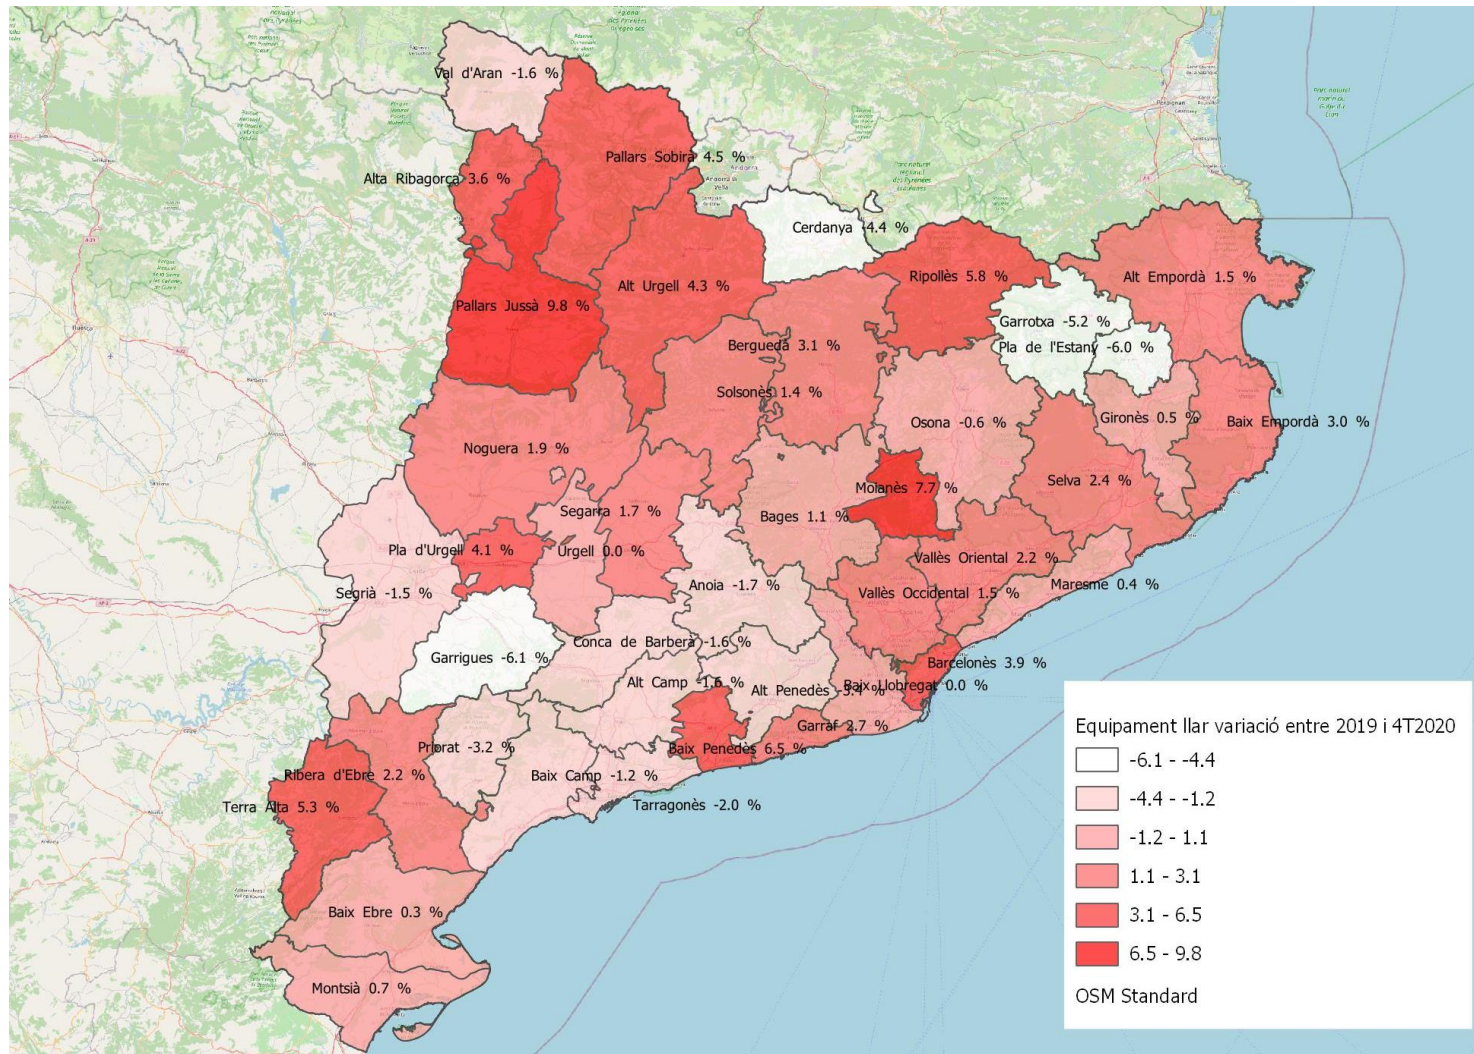 Val d'Aran -1.6 %
Pallars Sobirà 4.5 %
Alta Ribagorça 3.6 %
Cerdanya -4.4 %
Ripollès 5.8 %
Alt Empordà 1.5 %
Alt Urgell 4.3 %
Pallars Jussà 9.8 %
Garrotxa -5.2 %
Berguedà 3.1 %
Pla de l'Estany -6.0 %
Solsonès 1.4 %
Osona -0.6 %
Gironès 0.5 %
Baix Empordà 3.0 %
Noguera 1.9 %
Selva 2.4 %
Moianès 7.7 %
Segarra 1.7 %
Bages 1.1 %
Pla d'Urgell 4.1 %
Urgell 0.0 %
Vallès Oriental 2.2 %
Anoia -1.7 %
Maresme 0.4 %
Segrià -1.5 %
Vallès Occidental 1.5 %
Conca de Barberà -1.6 %
Garrigues -6.1 %
Barcelonès 3.9 %
Alt Camp -1.6 %
Alt Penedès -3.4 %
Baix Llobregat 0.0 %
Garraf 2.7 %
Priorat -3.2 %
Baix Penedès 6.5 %
Ribera d'Ebre 2.2 %
Baix Camp -1.2 %
Terra Alta 5.3 %
Tarragonès -2.0 %
Baix Ebre 0.3 %
Montsià 0.7 %
Equipament llar variació entre 2019 i 4T2020
-6.1 - -4.4
-4.4 - -1.2
-1.2 - 1.1
1.1 - 3.1
3.1 - 6.5
6.5 - 9.8
OSM Standard